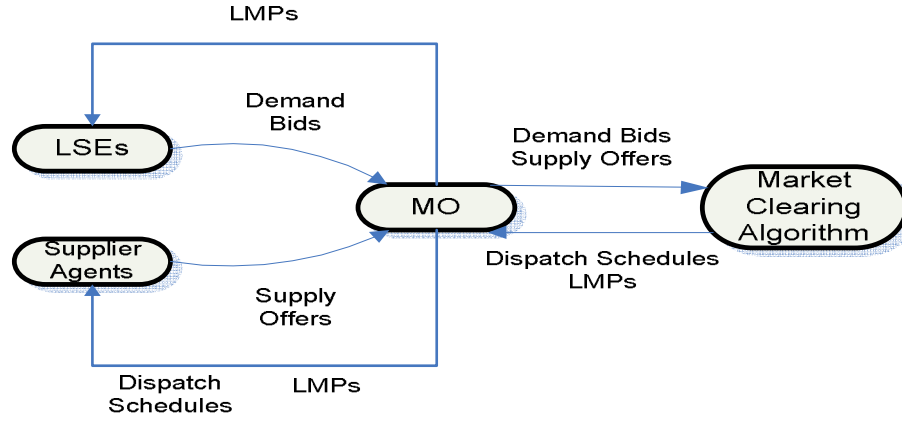 LMPs
Demand
Bids
LSEs
Demand Bids
Supply Offers
MO
Market
Clearing
Algorithm
Supplier
Agents
Dispatch Schedules
LMPs
Supply
Offers
Dispatch
Schedules
LMPs